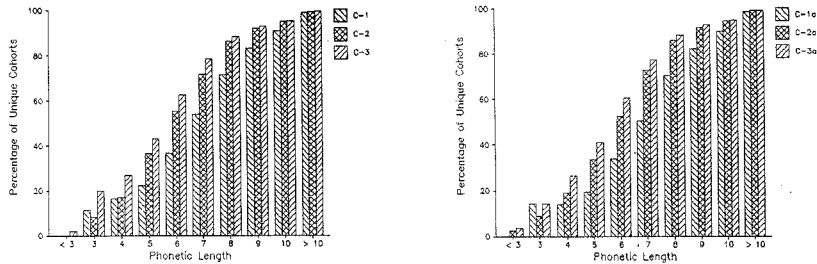 Percentage of Unique Cohorts
100
80
60
40
20
0
< 3 3 4 5 6 7 8 9 10 > 10
Phonetic Length
C-1
C-2
C-3
Percentage of Unique Cohorts
100
80
60
40
20
0
< 3 3 4 5 6 7 8 9 10 > 10
Phonetic Length
C-1a
C-2a
C-3a